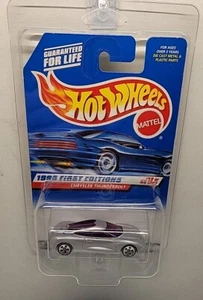 GUARANTEED
FOR LIFE
FOR AGES
OVER 3 YEARS
DIE CAST METAL &
PLASTIC PARTS
HOT WHEELS
MATTEL
1998 FIRST EDITIONS
CHRYSLER THUNDERBOLT